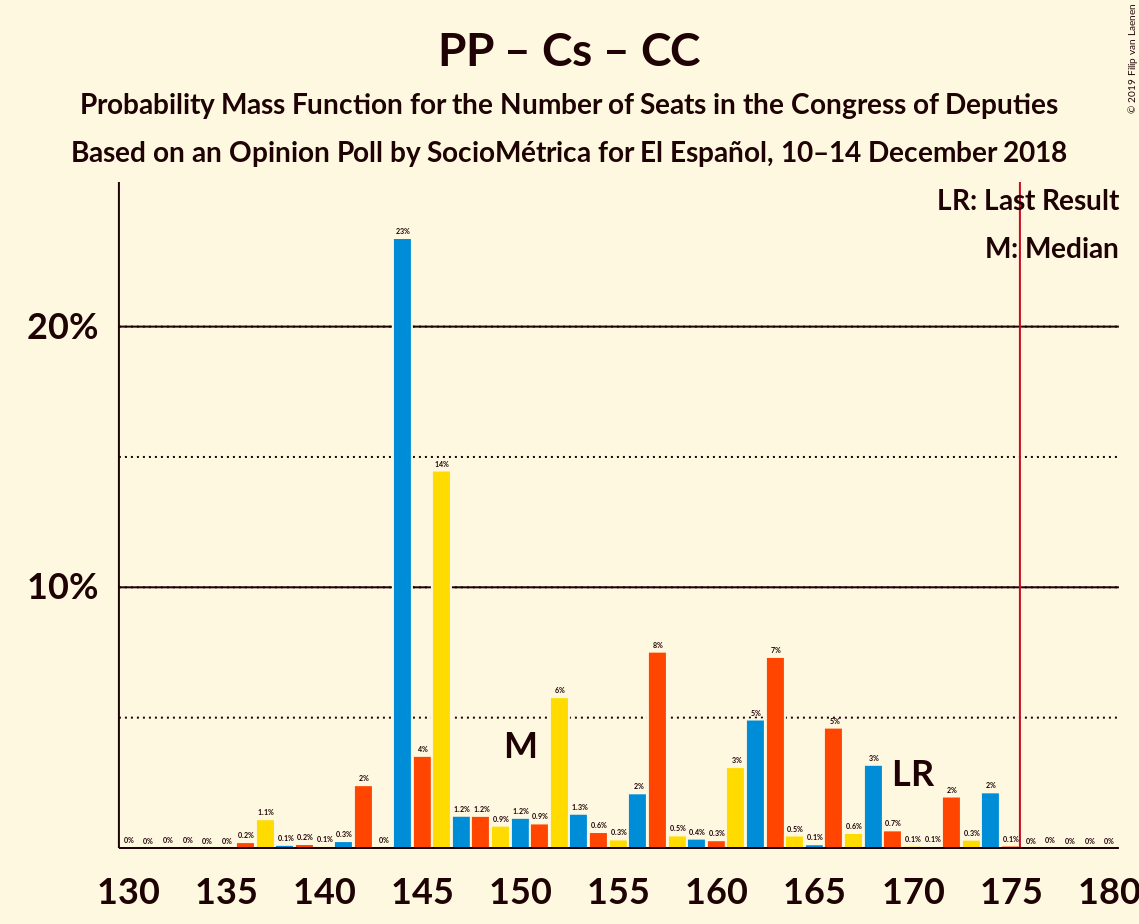 © 2019 Filip van Laenen
PP – Cs – CC
Probability Mass Function for the Number of Seats in the Congress of Deputies
Based on an Opinion Poll by SocioMétrica for El Español, 10–14 December 2018
LR: Last Result
M: Median
20%
10%
0% 0% 0% 0% 0% 0% 0.2% 1.1% 0.1% 0.2% 0.1% 0.3% 2% 0% 23% 4% 14% 1.2% 1.2% 0.9% 1.2% 0.9% 6% 1.3% 0.6% 0.3% 2% 8% 0.5% 0.4% 0.3% 3% 5% 7% 0.5% 0.1% 5% 0.6% 3% 0.7% 0.1% 0.1% 2% 0.3% 2% 0.1% 0% 0% 0% 0% 0%
M
LR
130 135 140 145 150 155 160 165 170 175 180